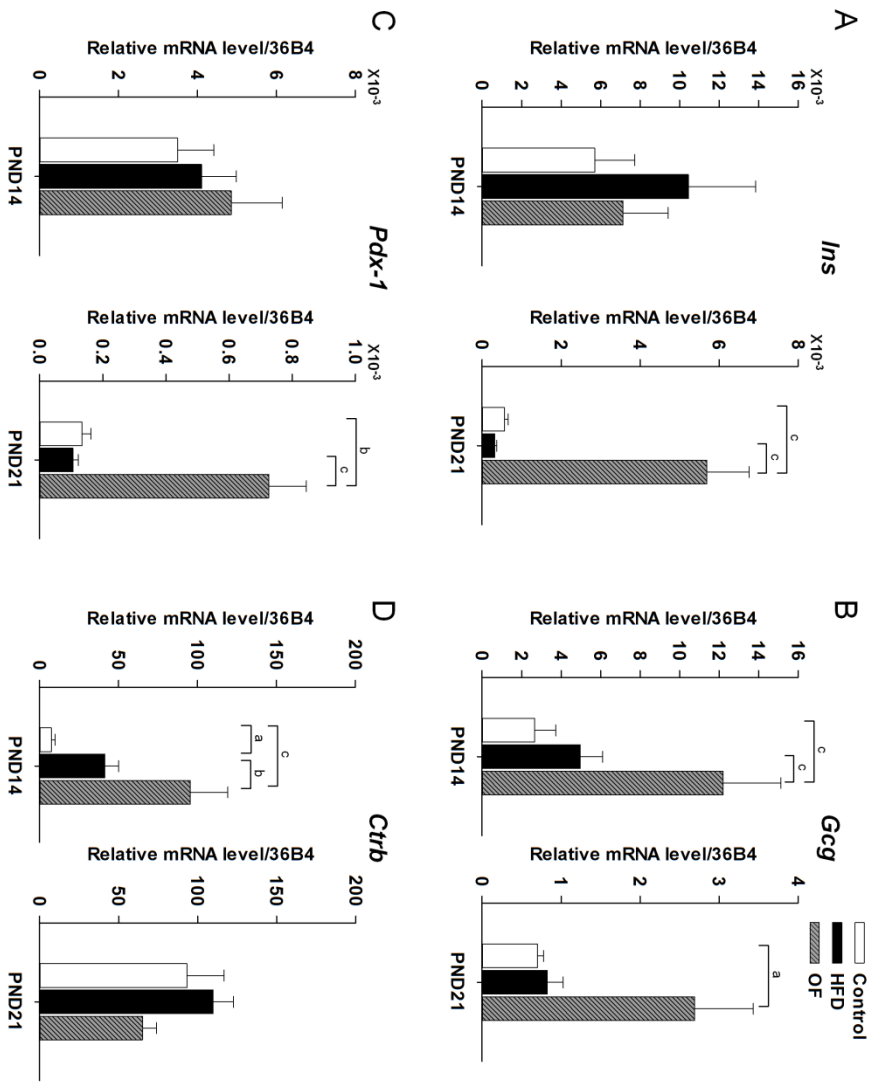 A
Ins
Relative mRNA level/36B4
X10⁻³
16
14
12
10
8
6
4
2
0
PND14
Relative mRNA level/36B4
X10⁻³
8
6
4
2
0
c
c
PND21
B
Gcg
Relative mRNA level/36B4
16
14
12
10
8
6
4
2
0
c
c
PND14
Relative mRNA level/36B4
4
3
2
1
0
a
PND21
Control
HFD
OF
C
Pdx-1
Relative mRNA level/36B4
X10⁻³
8
6
4
2
0
PND14
Relative mRNA level/36B4
X10⁻³
1.0
0.8
0.6
0.4
0.2
0.0
b
c
PND21
D
Ctrb
Relative mRNA level/36B4
200
150
100
50
0
c
a
b
PND14
Relative mRNA level/36B4
200
150
100
50
0
PND21